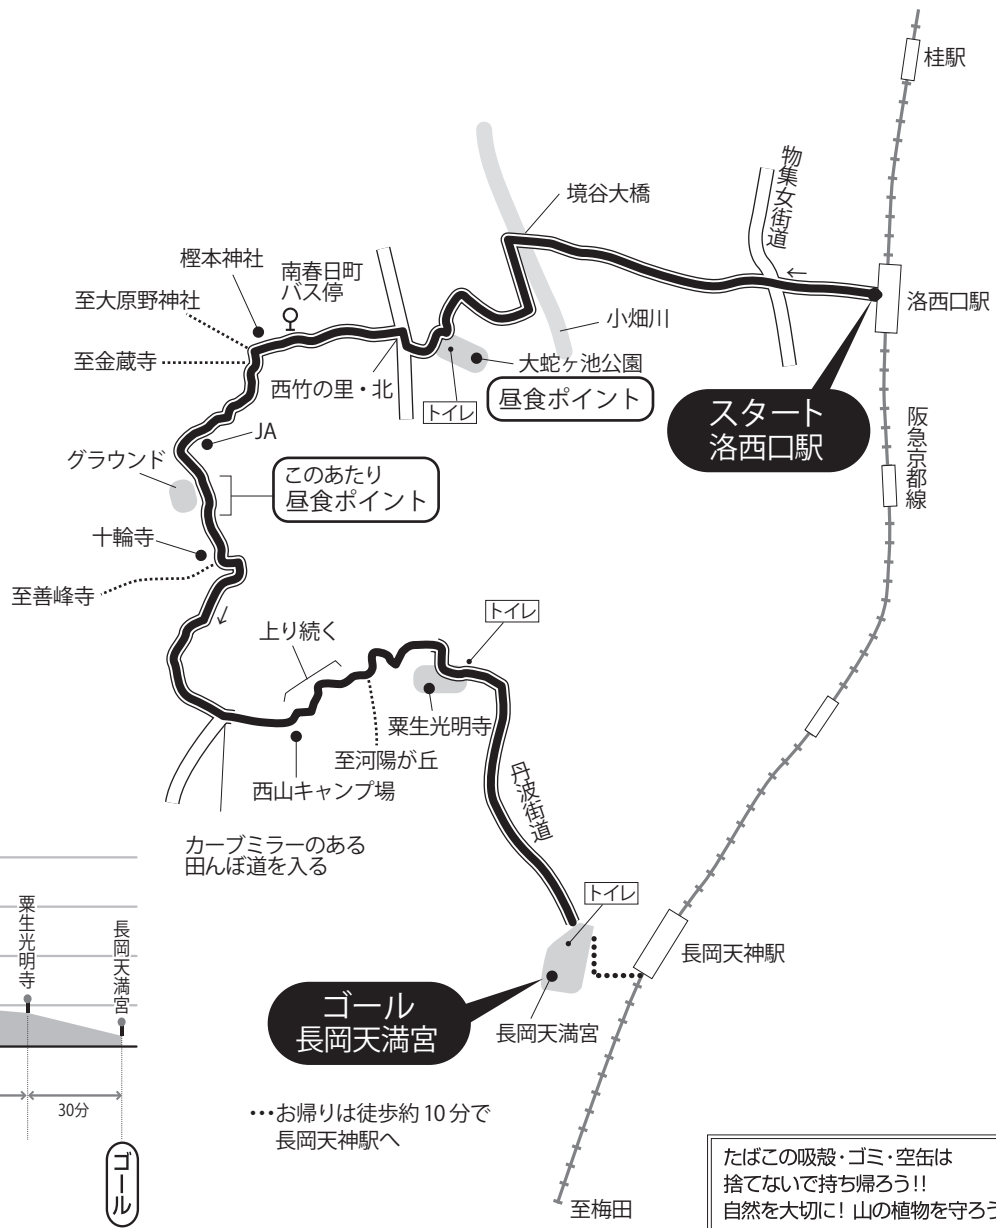 桂駅
物集女街道
境谷大橋
←
洛西口駅
樫本神社
南春日町
バス停
至大原野神社
至金蔵寺
小畑川
大蛇ヶ池公園
昼食ポイント
トイレ
西竹の里・北
スタート
洛西口駅
阪急京都線
JA
グラウンド
このあたり
昼食ポイント
十輪寺
至善峰寺
上り続く
トイレ
粟生光明寺
至河陽が丘
西山キャンプ場
丹波街道
カーブミラーのある
田んぼ道を入る
トイレ
長岡天神駅
ゴール
長岡天満宮
長岡天満宮
粟生光明寺
長岡天満宮
30分
ゴール
…お帰りは徒歩約10分で
長岡天神駅へ
至梅田
たばこの吸殻・ゴミ・空缶は
捨てないで持ち帰ろう!!
自然を大切に!山の植物を守ろう